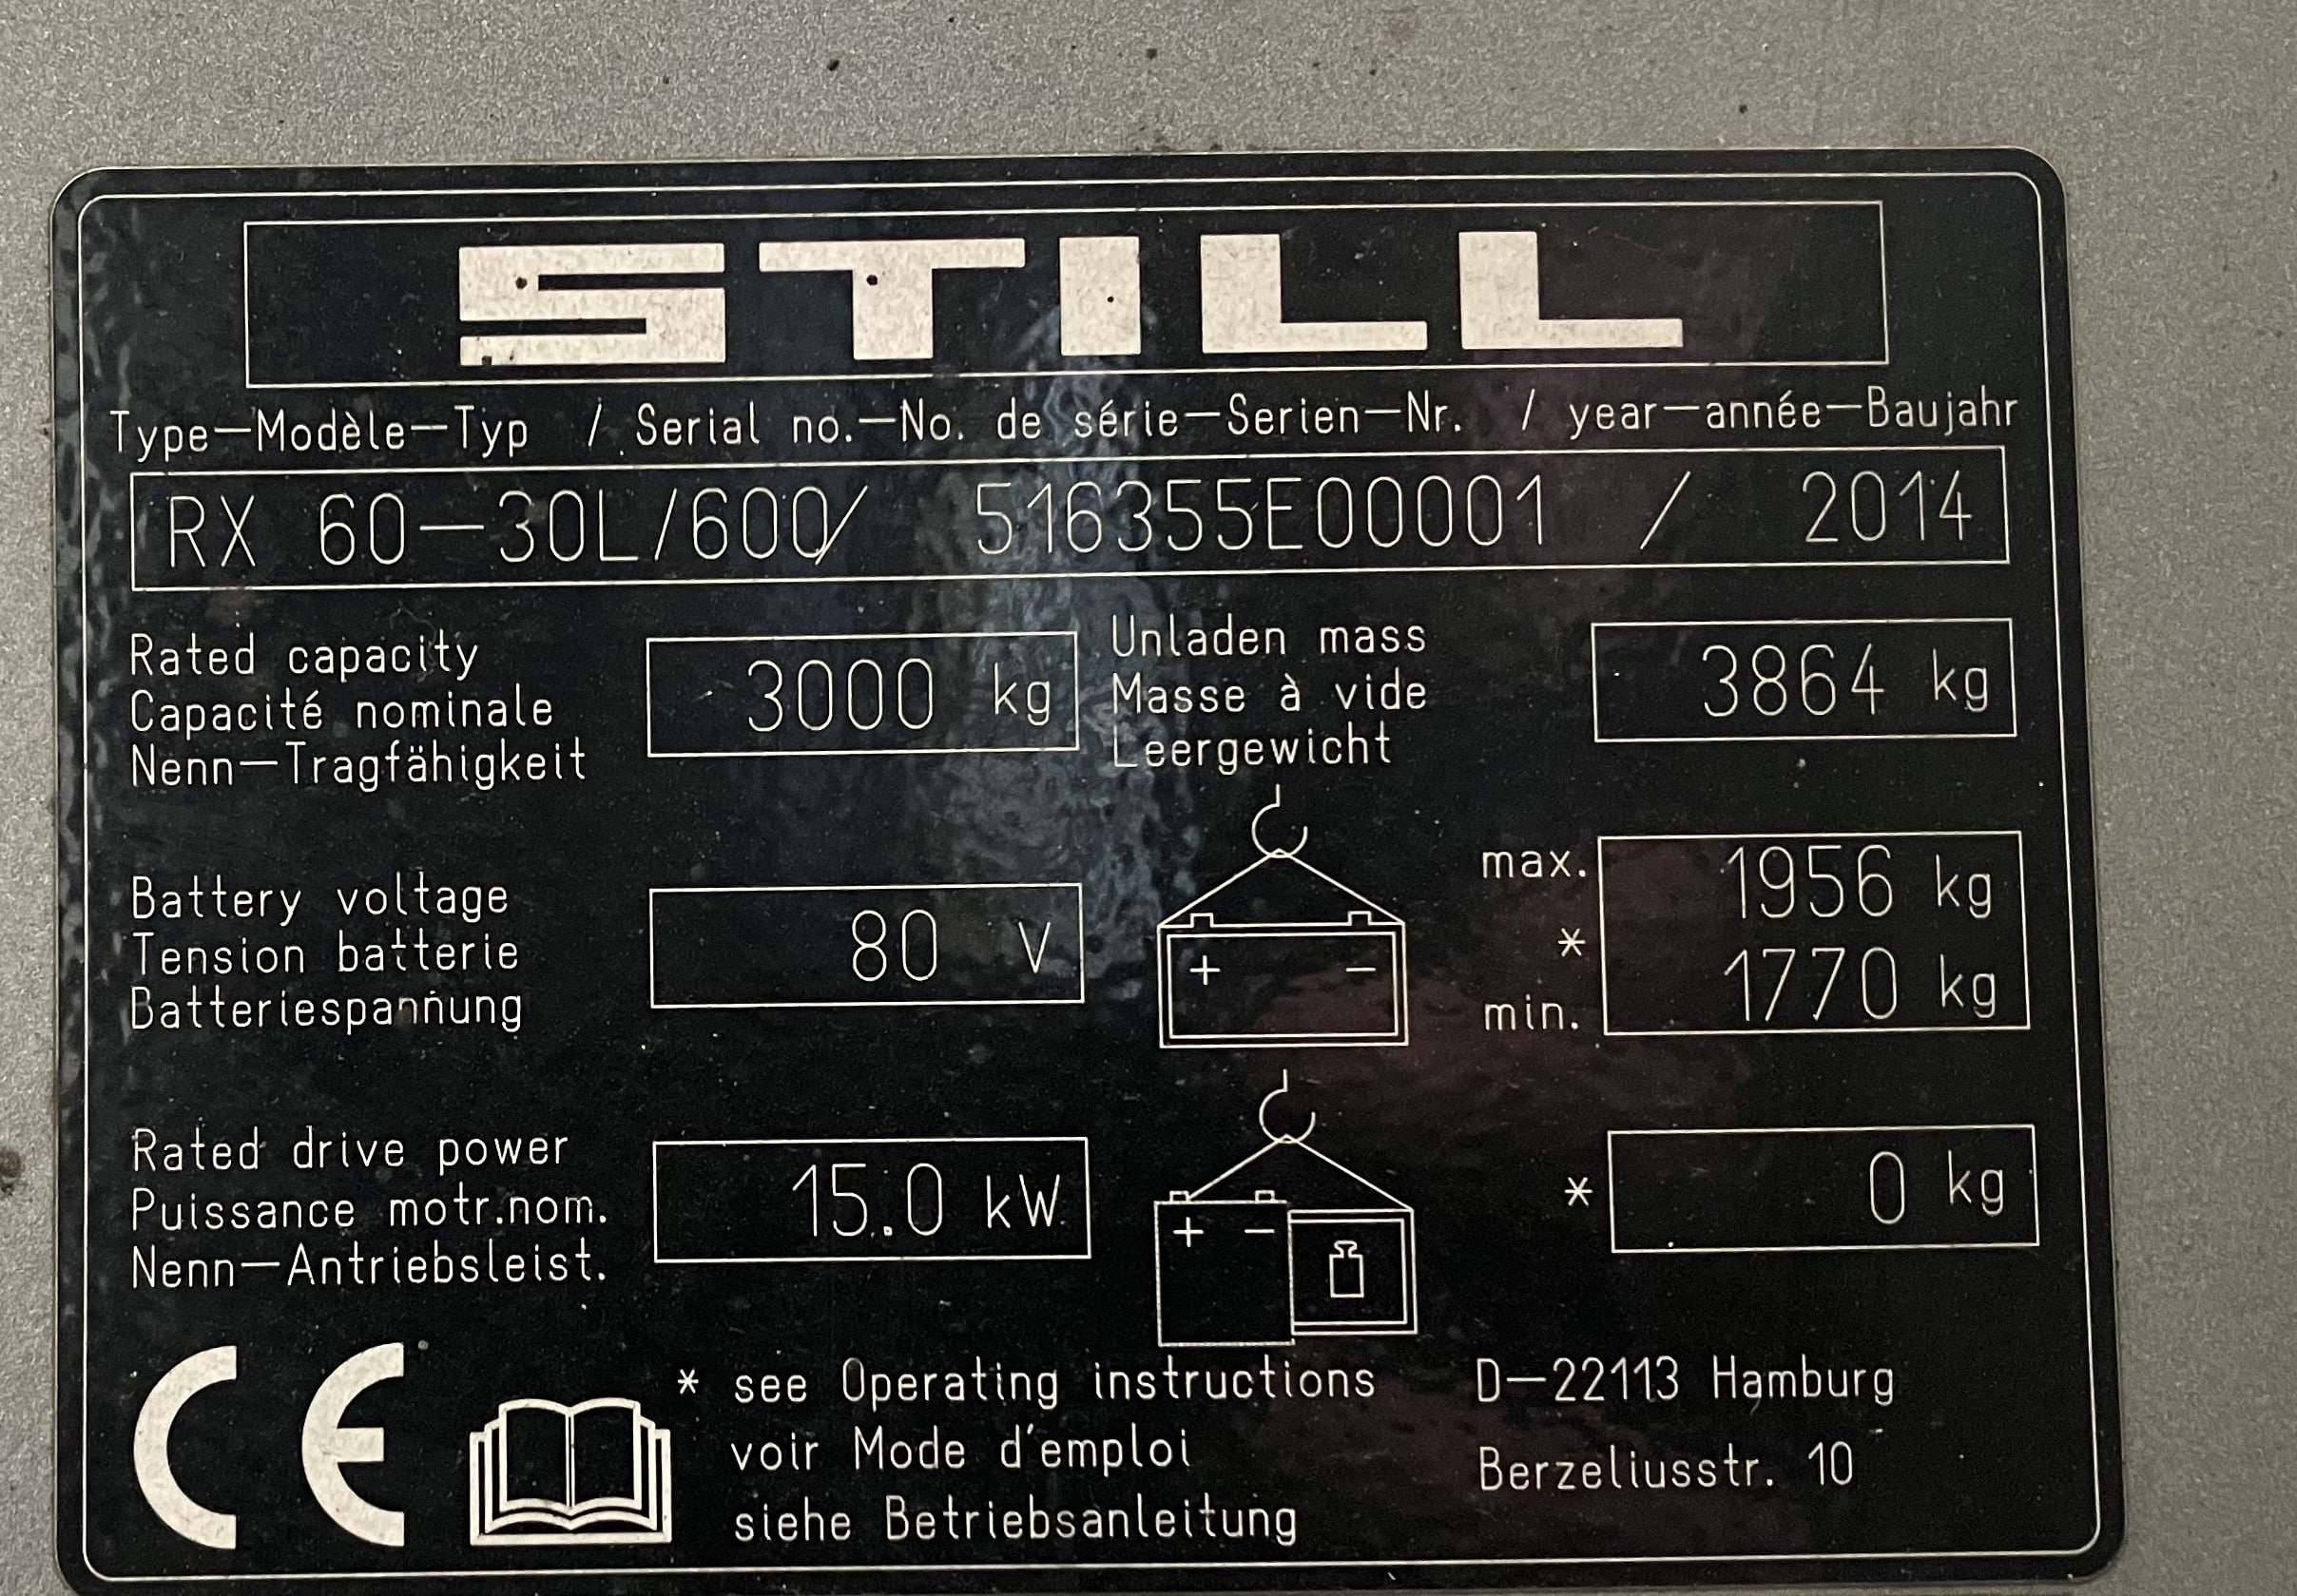 STILL
Type—Modèle—Typ / Serial no.—No. de série—Serien—Nr. / year—année—Baujahr
RX 60—30L/600/ 516355E00001 / 2014
Rated capacity
Capacité nominale
Nenn—Tragfähigkeit
3000 kg
Unladen mass
Masse à vide
Leergewicht
3864 kg
Battery voltage
Tension batterie
Batteriespannung
80 V
+ −
max.
*
min.
1956 kg
1770 kg
Rated drive power
Puissance motr.nom.
Nenn—Antriebsleist.
15.0 kW
+ −
* 0 kg
CE
* see Operating instructions
voir Mode d'emploi
siehe Betriebsanleitung
D—22113 Hamburg
Berzeliusstr. 10